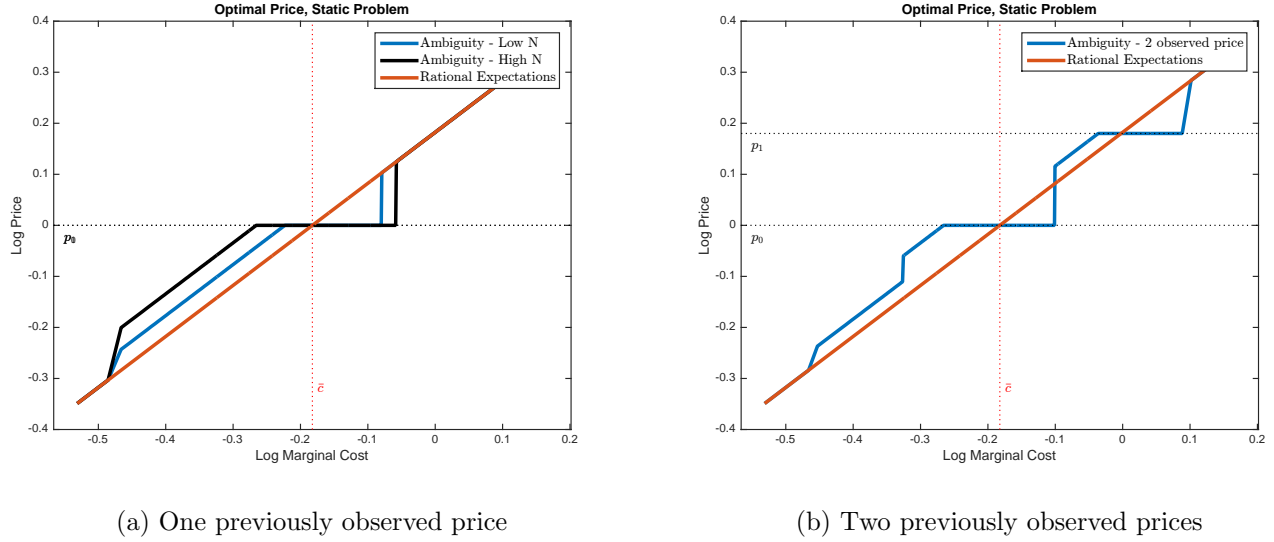 Optimal Price, Static Problem
Ambiguity - Low N
Ambiguity - High N
Rational Expectations
0.4
0.3
0.2
0.1
0
-0.1
-0.2
-0.3
-0.4
Log Price
p0
c̄
-0.5 -0.4 -0.3 -0.2 -0.1 0 0.1 0.2
Log Marginal Cost
(a) One previously observed price
Optimal Price, Static Problem
Ambiguity - 2 observed price
Rational Expectations
0.4
0.3
0.2
0.1
0
-0.1
-0.2
-0.3
-0.4
Log Price
p1
p0
c̄
-0.5 -0.4 -0.3 -0.2 -0.1 0 0.1 0.2
Log Marginal Cost
(b) Two previously observed prices